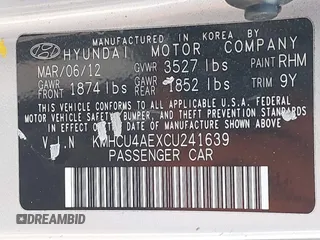 MANUFACTURED IN KOREA BY
HYUNDAI MOTOR COMPANY
MAR/06/12 GVWR 3527 lbs PAINT RHM
GAWR FRONT 1874 lbs GAWR REAR 1852 lbs TRIM 9Y
THIS VEHICLE CONFORMS TO ALL APPLICABLE U.S.
FEDERAL MOTOR VEHICLE SAFETY, BUMPER, AND THEFT
PREVENTION STANDARDS IN EFFECT ON THE DATE OF
MANUFACTURE SHOWN ABOVE.
V.I.N KMHCU4AEXCU241639
PASSENGER CAR
DREAMBID